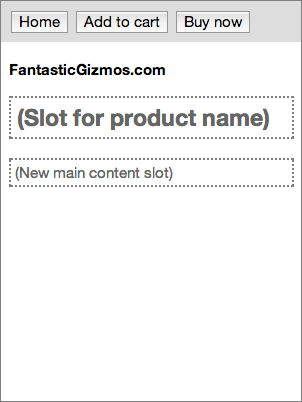 Home Add to cart Buy now
FantasticGizmos.com
(Slot for product name)
(New main content slot)